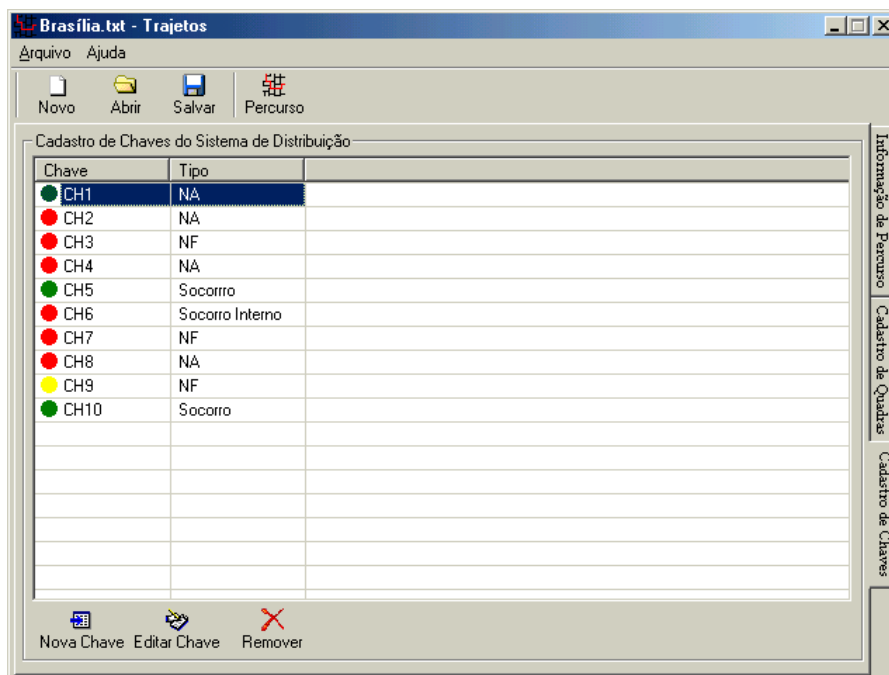 Brasília.txt - Trajetos
Arquivo Ajuda
Novo Abrir Salvar Percurso
Cadastro de Chaves do Sistema de Distribuição
Chave Tipo
CH1 NA
CH2 NA
CH3 NF
CH4 NA
CH5 Socorrro
CH6 Socorro Interno
CH7 NF
CH8 NA
CH9 NF
CH10 Socorro
Nova Chave Editar Chave Remover
Informação de Percurso
Cadastro de Quadras
Cadastro de Chaves